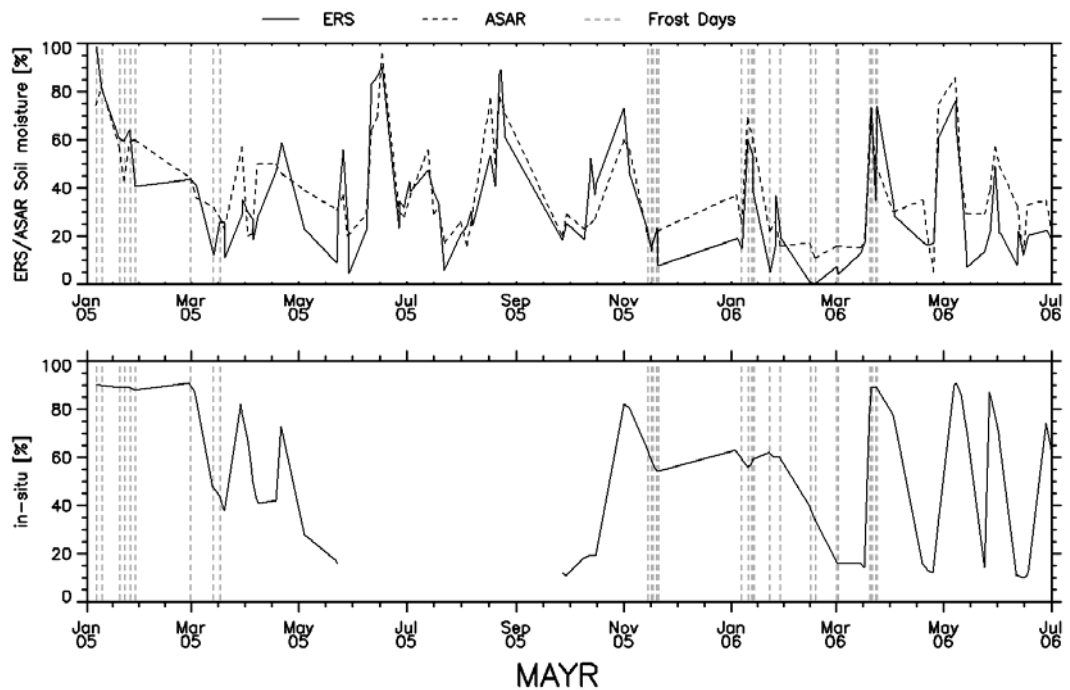 ERS ASAR Frost Days
ERS/ASAR Soil moisture [%]
100
80
60
40
20
0
Jan Mar May Jul Sep Nov Jan Mar May Jul
05 05 05 05 05 05 06 06 06 06
in-situ [%]
100
80
60
40
20
0
Jan Mar May Jul Sep Nov Jan Mar May Jul
05 05 05 05 05 05 06 06 06 06
MAYR